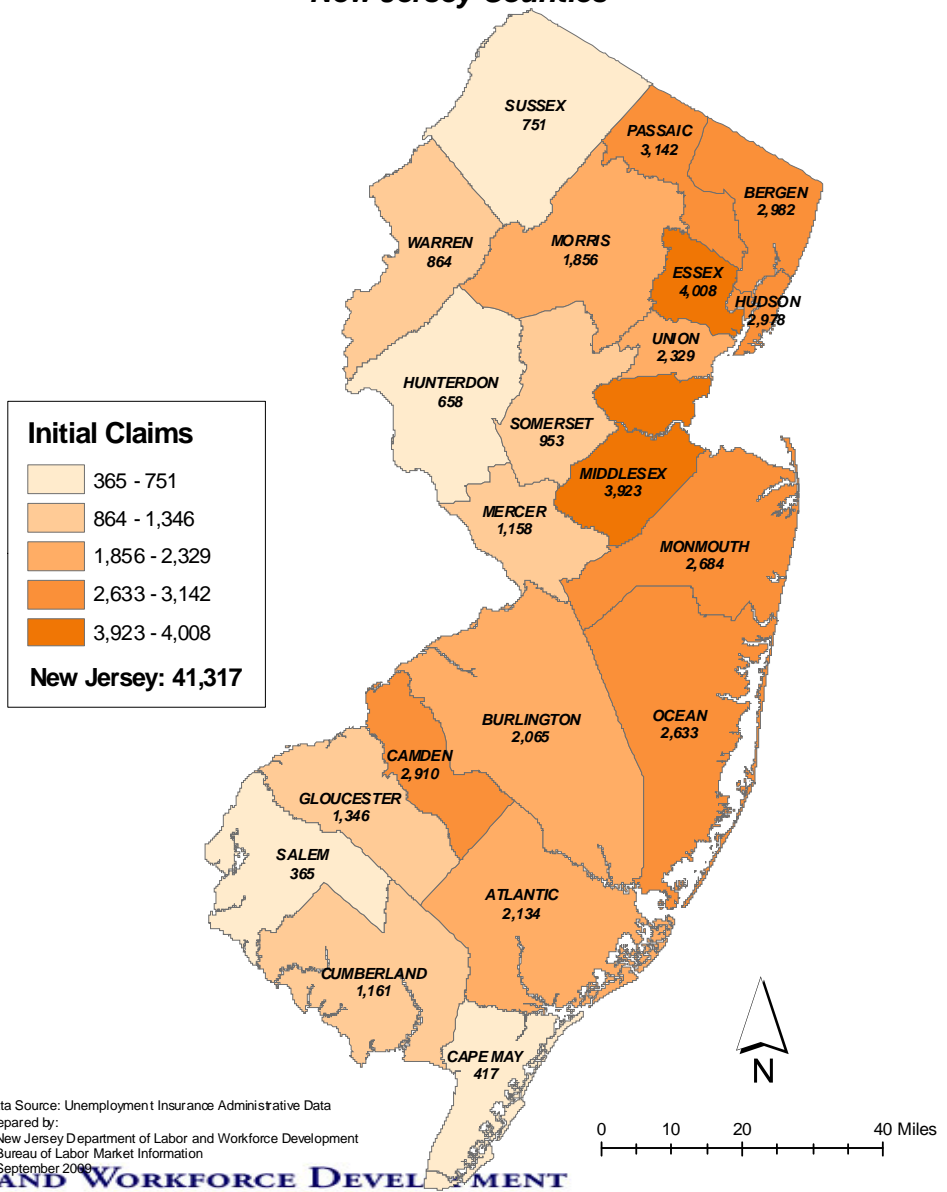 New Jersey Counties
SUSSEX
751
PASSAIC
3,142
BERGEN
2,982
WARREN
864
MORRIS
1,856
ESSEX
4,008
HUDSON
2,978
UNION
2,329
HUNTERDON
658
SOMERSET
953
MIDDLESEX
3,923
MERCER
1,158
MONMOUTH
2,684
Initial Claims
365 - 751
864 - 1,346
1,856 - 2,329
2,633 - 3,142
3,923 - 4,008
New Jersey: 41,317
BURLINGTON
2,065
OCEAN
2,633
CAMDEN
2,910
GLOUCESTER
1,346
SALEM
365
ATLANTIC
2,134
CUMBERLAND
1,161
CAPE MAY
417
N
0 10 20 40 Miles
ta Source: Unemployment Insurance Administrative Data
epared by:
New Jersey Department of Labor and Workforce Development
Bureau of Labor Market Information
September 2009
AND WORKFORCE DEVEL MENT